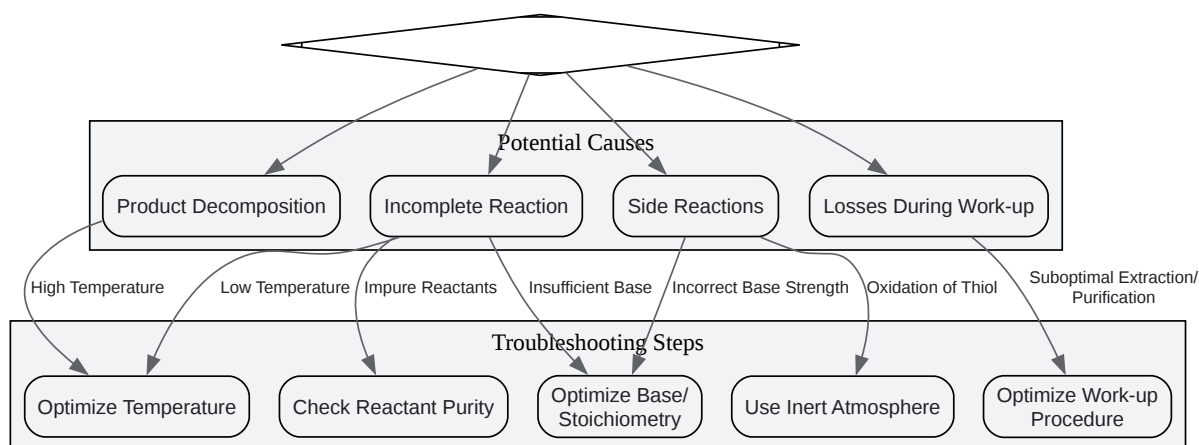 Potential Causes
Product Decomposition
Incomplete Reaction
Side Reactions
Losses During Work-up
High Temperature
Low Temperature
Impure Reactants
Insufficient Base
Incorrect Base Strength
Oxidation of Thiol
Suboptimal Extraction/
Purification
Troubleshooting Steps
Optimize Temperature
Check Reactant Purity
Optimize Base/
Stoichiometry
Use Inert Atmosphere
Optimize Work-up
Procedure